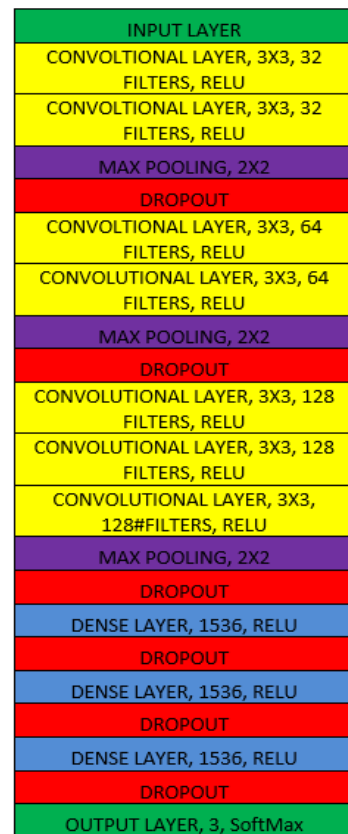 INPUT LAYER
CONVOLTIONAL LAYER, 3X3, 32
FILTERS, RELU
CONVOLTIONAL LAYER, 3X3, 32
FILTERS, RELU
MAX POOLING, 2X2
DROPOUT
CONVOLTIONAL LAYER, 3X3, 64
FILTERS, RELU
CONVOLUTIONAL LAYER, 3X3, 64
FILTERS, RELU
MAX POOLING, 2X2
DROPOUT
CONVOLUTIONAL LAYER, 3X3, 128
FILTERS, RELU
CONVOLUTIONAL LAYER, 3X3, 128
FILTERS, RELU
CONVOLUTIONAL LAYER, 3X3,
128#FILTERS, RELU
MAX POOLING, 2X2
DROPOUT
DENSE LAYER, 1536, RELU
DROPOUT
DENSE LAYER, 1536, RELU
DROPOUT
DENSE LAYER, 1536, RELU
DROPOUT
OUTPUT LAYER, 3, SoftMax